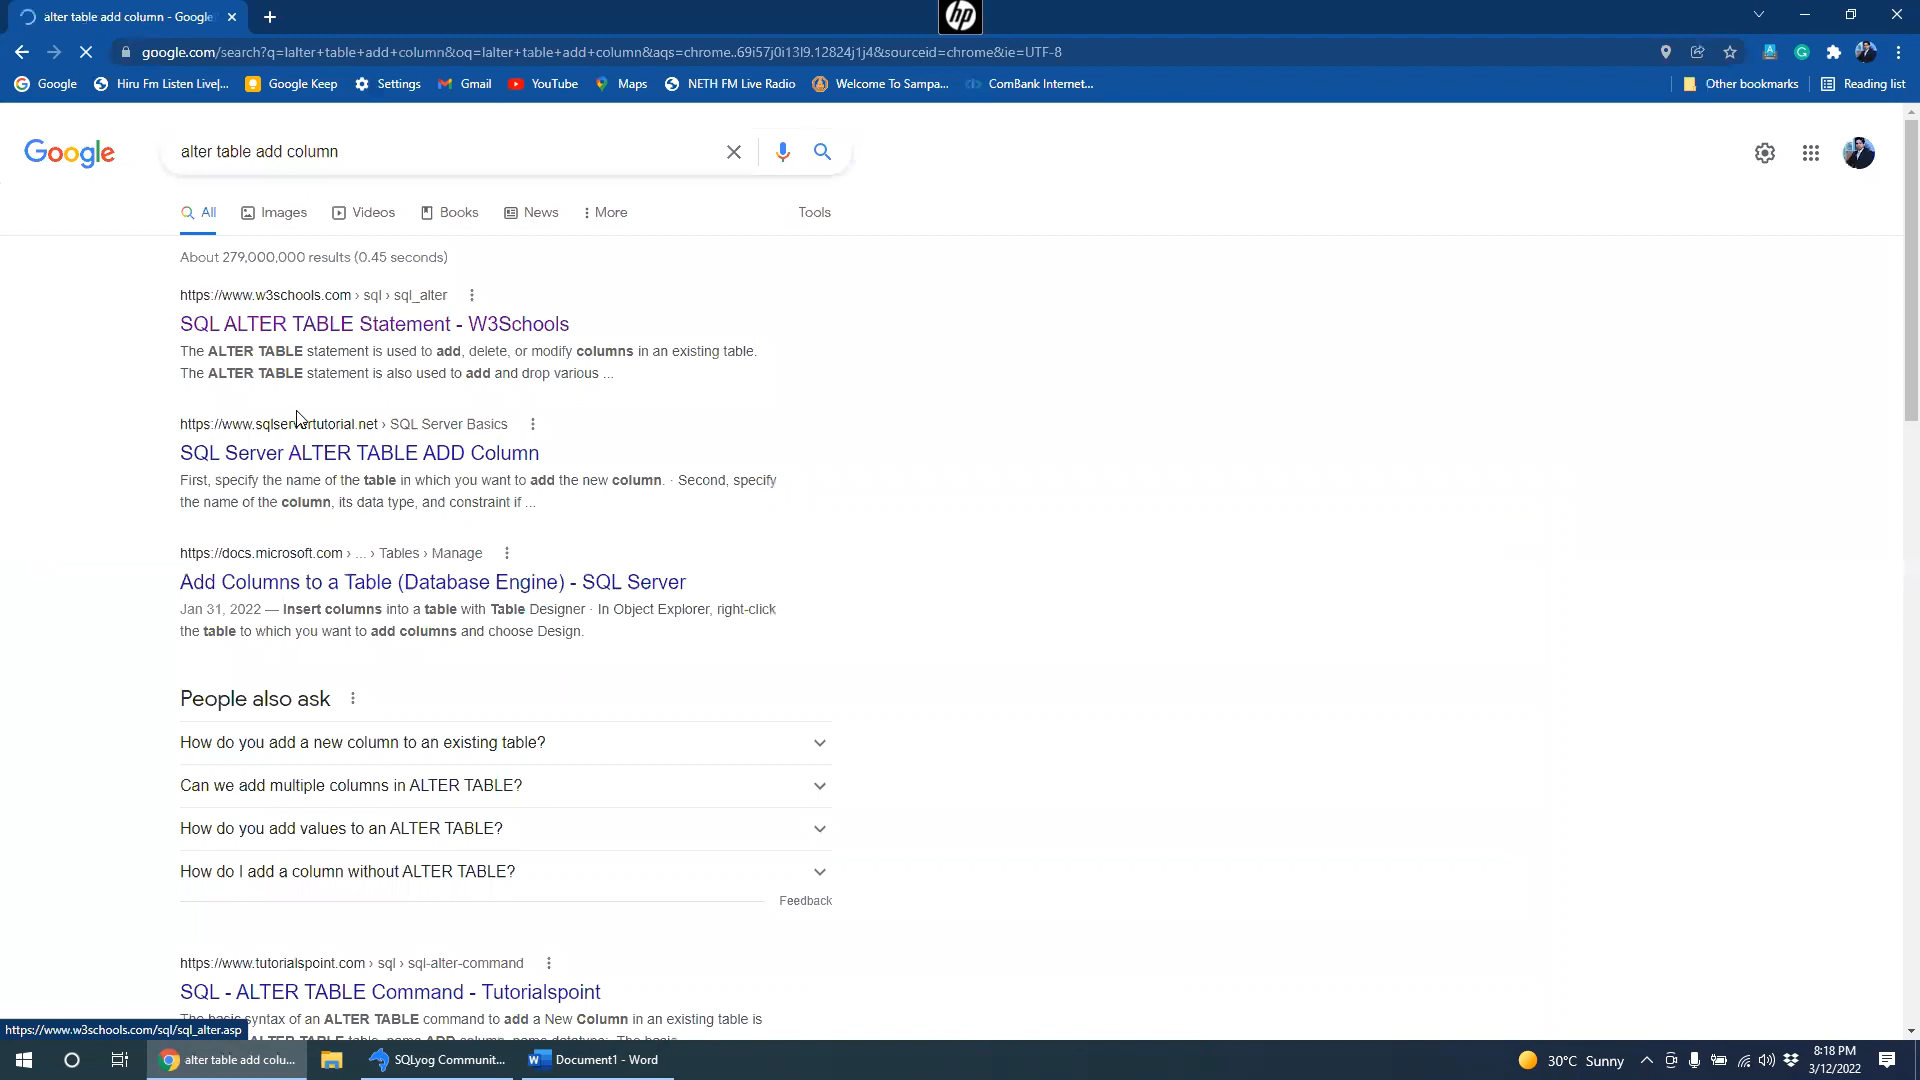 alter table add column - Google
hp
google.com/search?q=lalter+table+add+column&oq=lalter+table+add+column&aqs=chrome..69i57j0i13l9.12824j1j4&sourceid=chrome&ie=UTF-8
Google Hiru Fm Listen Live|... Google Keep Settings Gmail YouTube Maps NETH FM Live Radio Welcome To Sampa... ComBank Internet... Other bookmarks Reading list
Google alter table add column
All Images Videos Books News More Tools
About 279,000,000 results (0.45 seconds)
https://www.w3schools.com › sql › sql_alter
SQL ALTER TABLE Statement - W3Schools
The ALTER TABLE statement is used to add, delete, or modify columns in an existing table.
The ALTER TABLE statement is also used to add and drop various ...
https://www.sqlservertutorial.net › SQL Server Basics
SQL Server ALTER TABLE ADD Column
First, specify the name of the table in which you want to add the new column. · Second, specify
the name of the column, its data type, and constraint if ...
https://docs.microsoft.com › ... › Tables › Manage
Add Columns to a Table (Database Engine) - SQL Server
Jan 31, 2022 — Insert columns into a table with Table Designer · In Object Explorer, right-click
the table to which you want to add columns and choose Design.
People also ask
How do you add a new column to an existing table?
Can we add multiple columns in ALTER TABLE?
How do you add values to an ALTER TABLE?
How do I add a column without ALTER TABLE?
Feedback
https://www.tutorialspoint.com › sql › sql-alter-command
SQL - ALTER TABLE Command - Tutorialspoint
The basic syntax of an ALTER TABLE command to add a New Column in an existing table is
https://www.w3schools.com/sql/sql_alter.asp
alter table add colu... SQLyog Communit... Document1 - Word 30°C Sunny 8:18 PM
3/12/2022